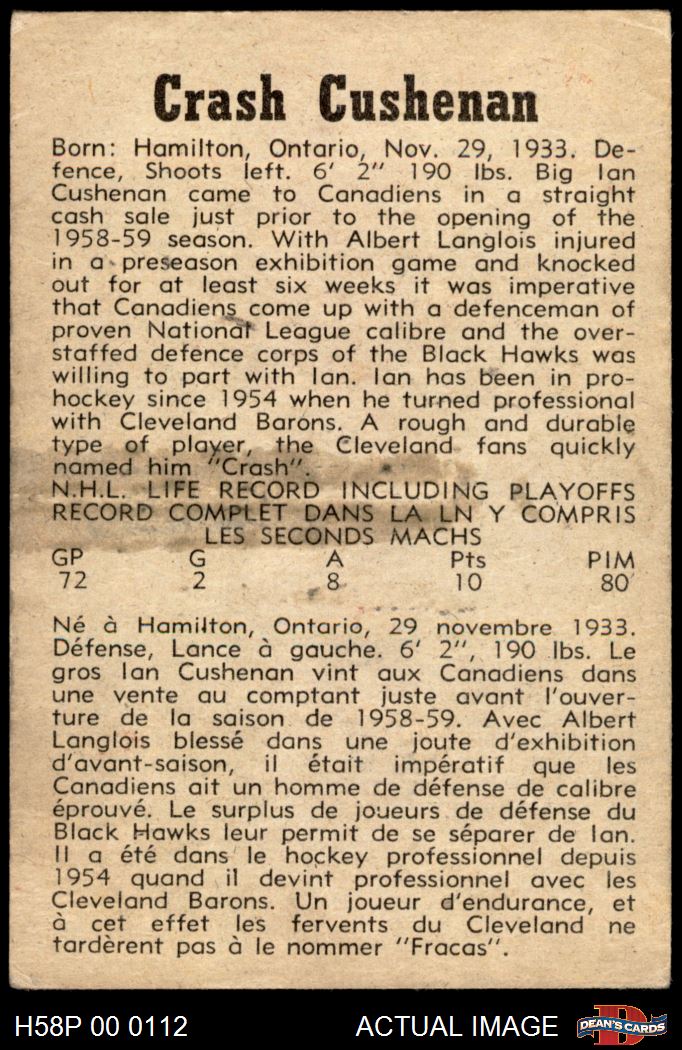 Crash Cushenan
Born: Hamilton, Ontario, Nov. 29, 1933. De-
fence, Shoots left. 6' 2" 190 lbs. Big Ian
Cushenan came to Canadiens in a straight
cash sale just prior to the opening of the
1958-59 season. With Albert Langlois injured
in a preseason exhibition game and knocked
out for at least six weeks it was imperative
that Canadiens come up with a defenceman of
proven National League calibre and the over-
staffed defence corps of the Black Hawks was
willing to part with Ian. Ian has been in pro-
hockey since 1954 when he turned professional
with Cleveland Barons. A rough and durable
type of player, the Cleveland fans quickly
named him "Crash".
N.H.L. LIFE RECORD INCLUDING PLAYOFFS
RECORD COMPLET DANS LA LN Y COMPRIS
LES SECONDS MACHS
GP G A Pts PIM
72 2 8 10 80
Né à Hamilton, Ontario, 29 novembre 1933.
Défense, Lance à gauche. 6' 2", 190 lbs. Le
gros Ian Cushenan vint aux Canadiens dans
une vente au comptant juste avant l'ouver-
ture de la saison de 1958-59. Avec Albert
Langlois blessé dans une joute d'exhibition
d'avant-saison, il était impératif que les
Canadiens ait un homme de défense de calibre
éprouvé. Le surplus de joueurs de défense du
Black Hawks leur permit de se séparer de Ian.
Il a été dans le hockey professionnel depuis
1954 quand il devint professionnel avec les
Cleveland Barons. Un joueur d'endurance, et
à cet effet les fervents du Cleveland ne
tardèrent pas à le nommer "Fracas".
H58P 00 0112 ACTUAL IMAGE DEAN'S CARDS